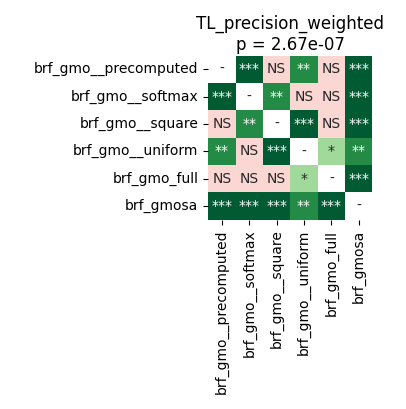 TL_precision_weighted
p = 2.67e-07
brf_gmo__precomputed - *** NS ** NS ***
brf_gmo__softmax *** - ** NS NS ***
brf_gmo__square NS ** - *** NS ***
brf_gmo__uniform ** NS *** - * **
brf_gmo_full NS NS NS * - ***
brf_gmosa *** *** *** ** *** -
brf_gmo__precomputed
brf_gmo__softmax
brf_gmo__square
brf_gmo__uniform
brf_gmo_full
brf_gmosa